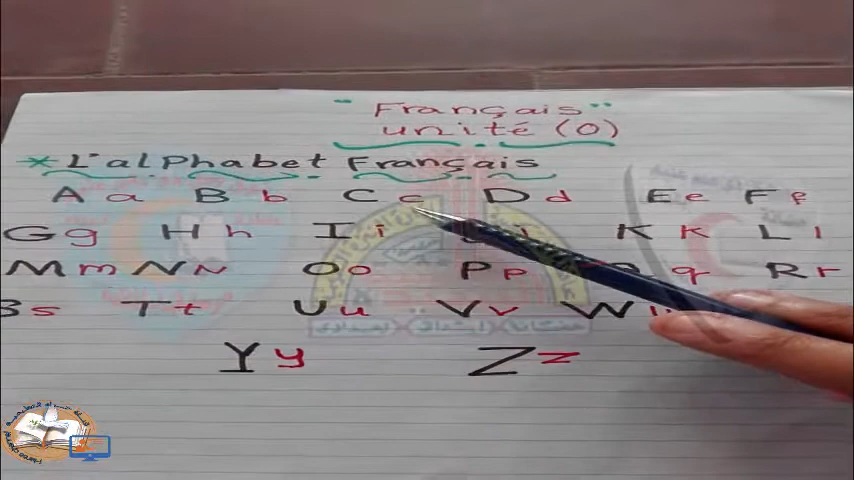 "Français"
unité (0)
* L'alphabet Français
A a B b C c D d E e F f
G g H h I i K k L l
M m N n O o P p q R r
s T t U u V v W
Y y Z z